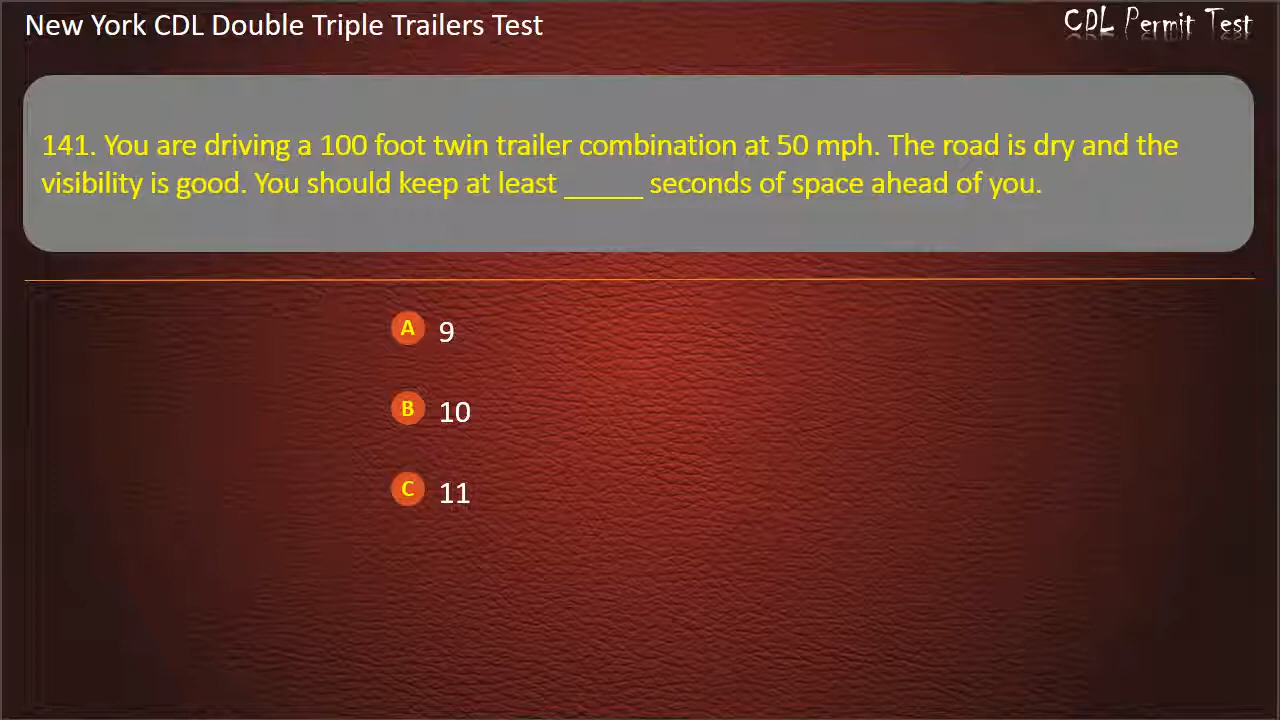 New York CDL Double Triple Trailers Test
CDL Permit Test
141. You are driving a 100 foot twin trailer combination at 50 mph. The road is dry and the
visibility is good. You should keep at least _____ seconds of space ahead of you.
A 9
B 10
C 11